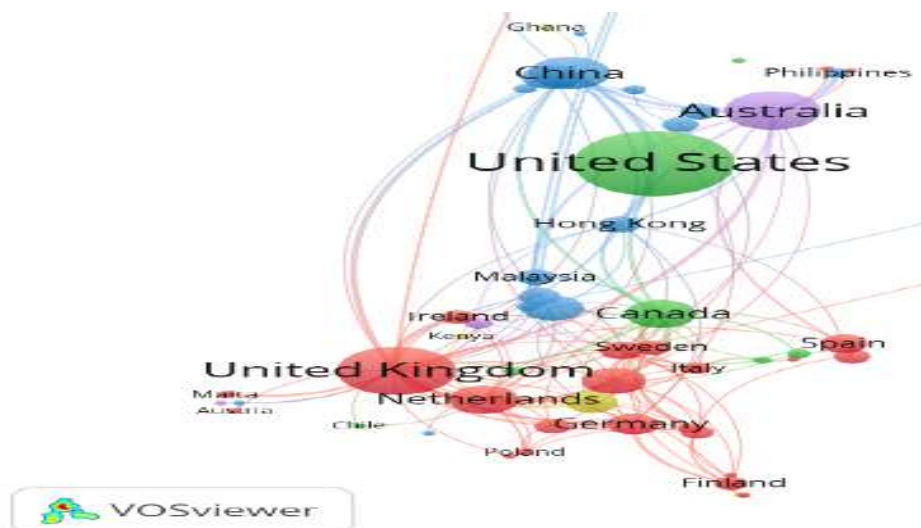 Ghana
China
Philippines
Australia
United States
Hong Kong
Malaysia
Ireland
Canada
Kenya
Sweden
Spain
United Kingdom
Italy
Malta
Netherlands
Austria
Chile
Germany
Poland
Finland
VOSviewer